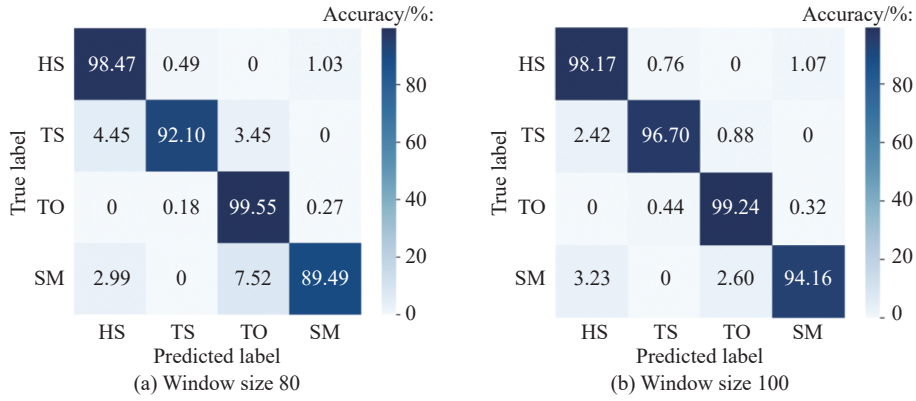 Accuracy/%:
HS 98.47 0.49 0 1.03
80
TS 4.45 92.10 3.45 0
60
True label
40
TO 0 0.18 99.55 0.27
20
SM 2.99 0 7.52 89.49
0
HS TS TO SM
Predicted label
(a) Window size 80
Accuracy/%:
HS 98.17 0.76 0 1.07
80
TS 2.42 96.70 0.88 0
60
True label
40
TO 0 0.44 99.24 0.32
20
SM 3.23 0 2.60 94.16
0
HS TS TO SM
Predicted label
(b) Window size 100